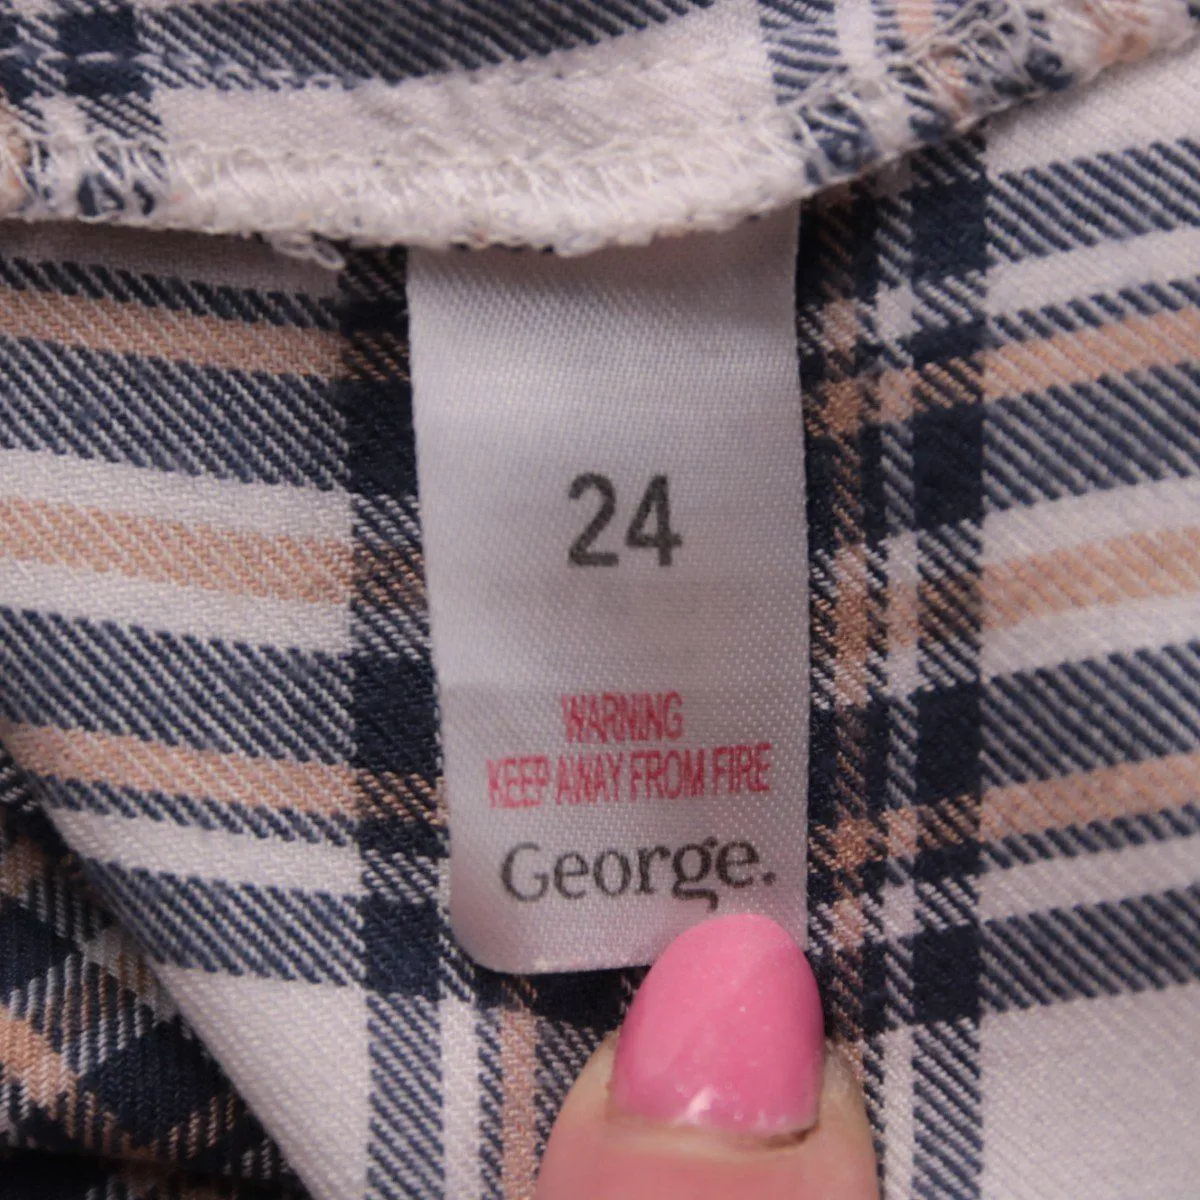 24
WARNING
KEEP AWAY FROM FIRE
George.